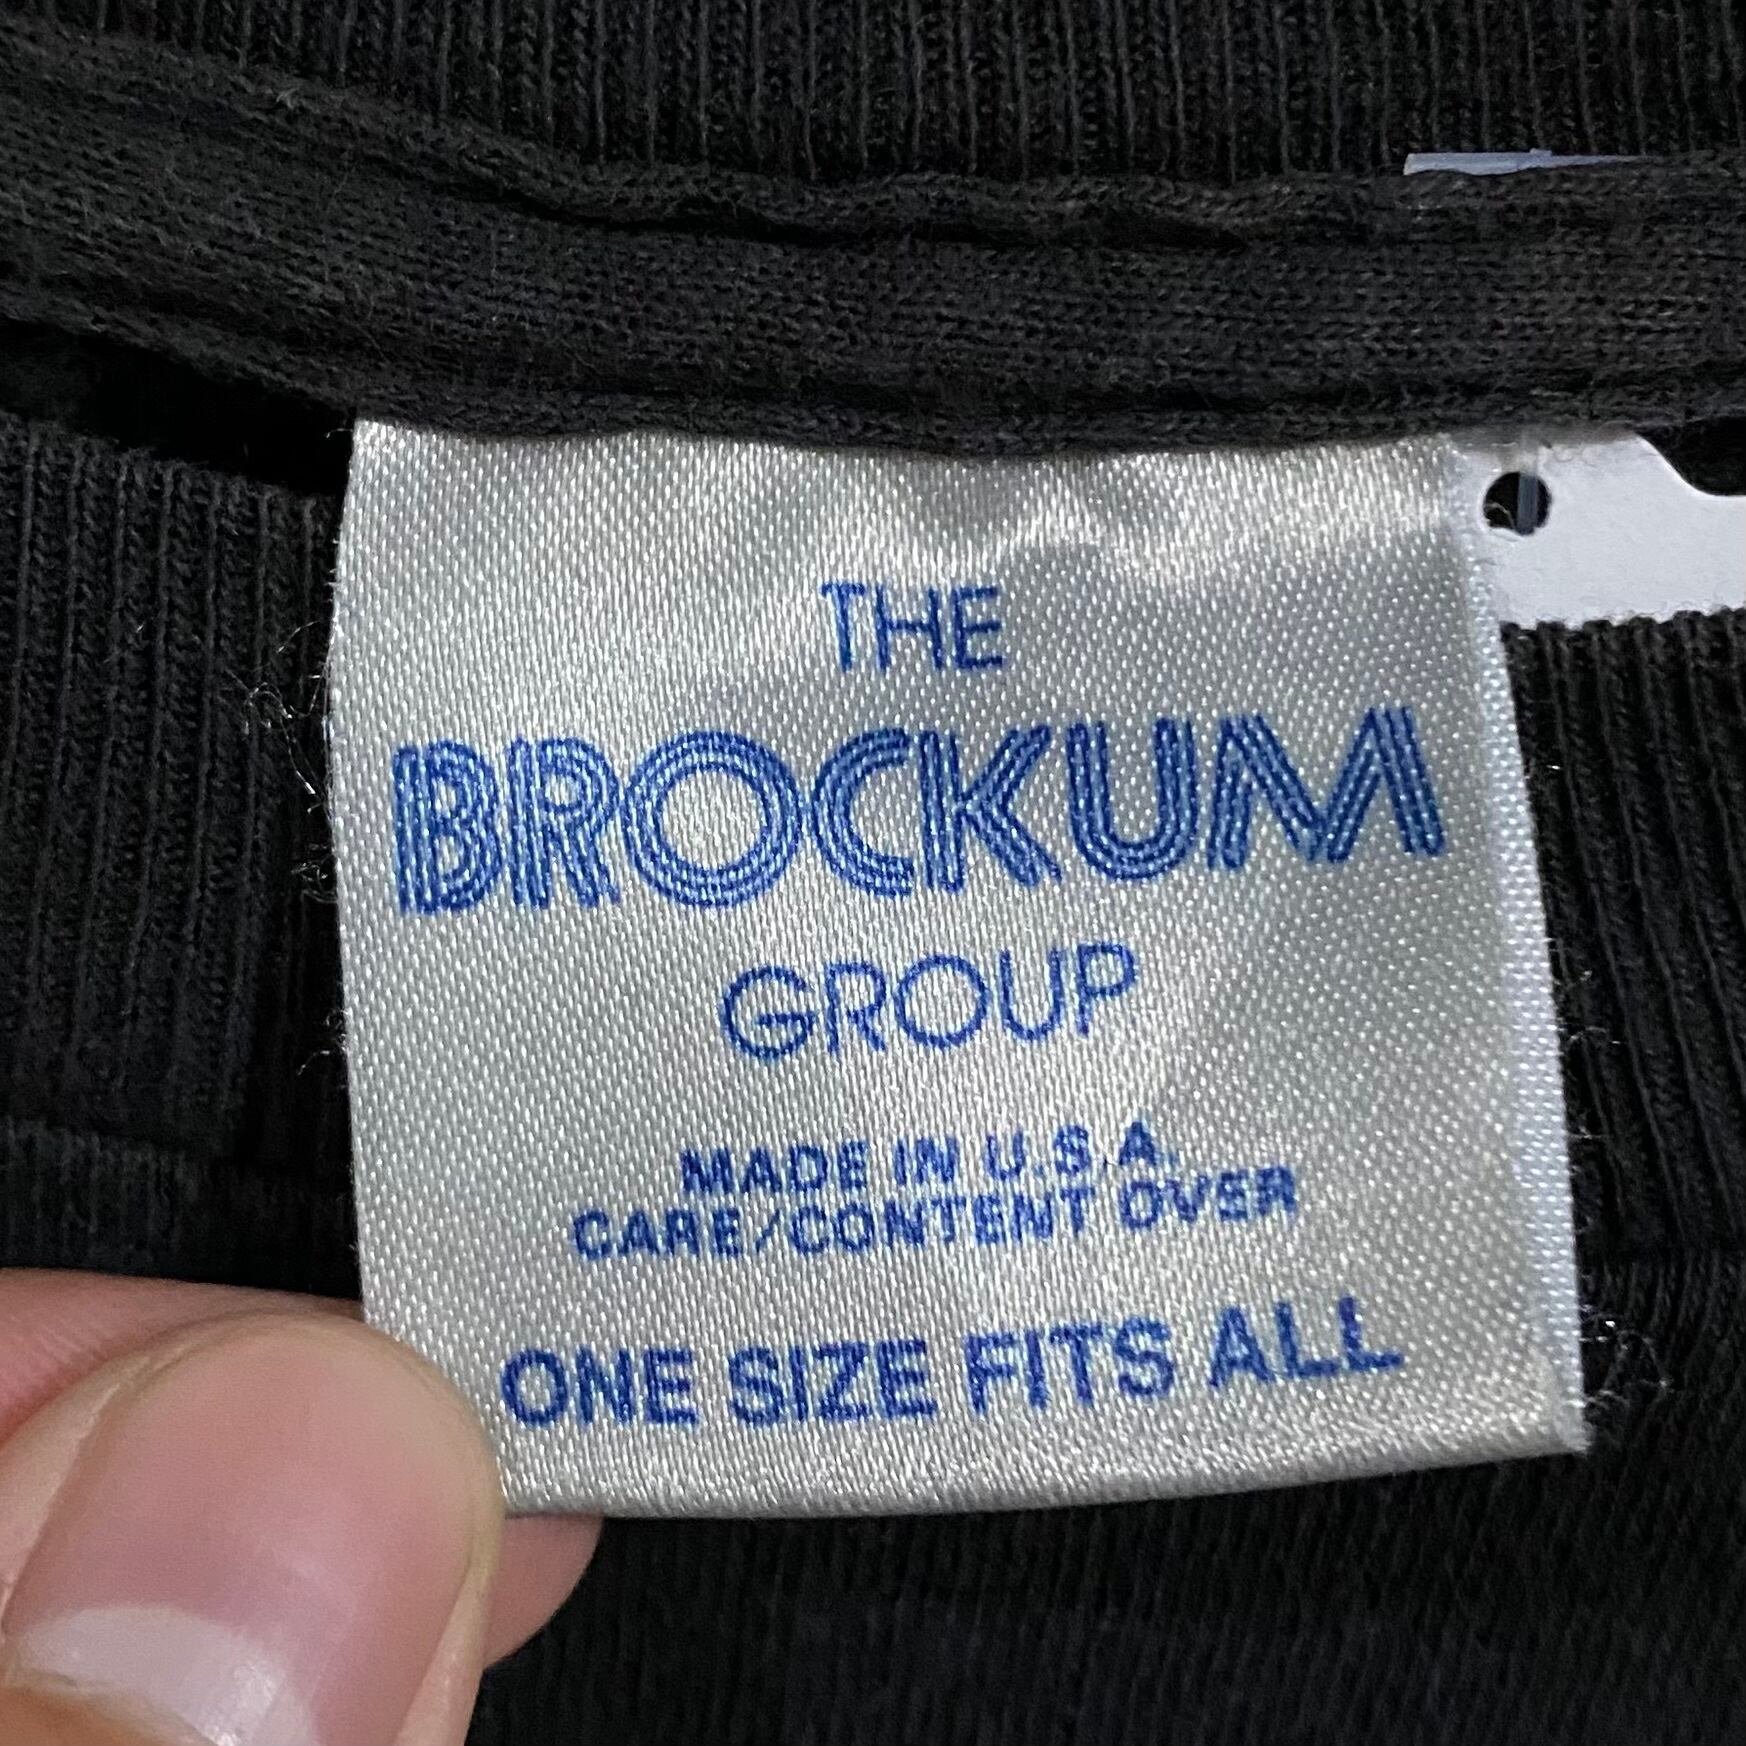 THE
BROCKUM
GROUP
MADE IN U.S.A.
CARE/CONTENT OVER
ONE SIZE FITS ALL